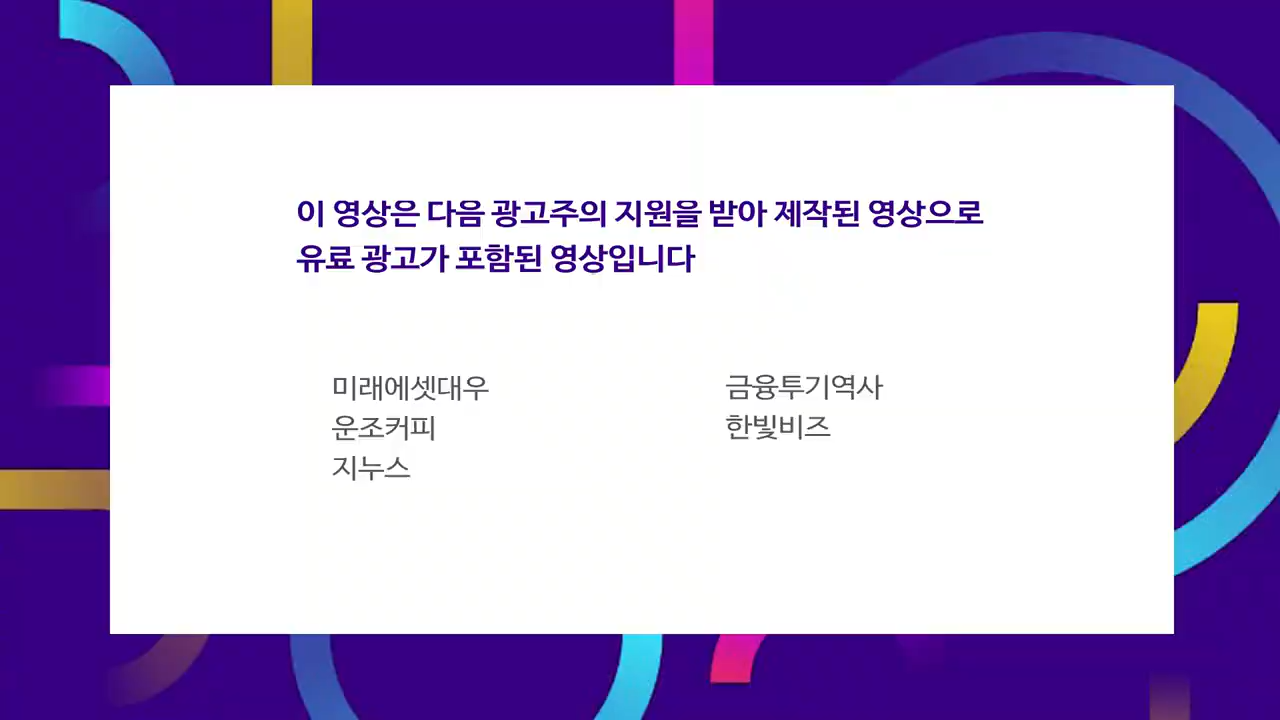 이 영상은 다음 광고주의 지원을 받아 제작된 영상으로
유료 광고가 포함된 영상입니다
미래에셋대우
운조커피
지누스
금융투기역사
한빛비즈